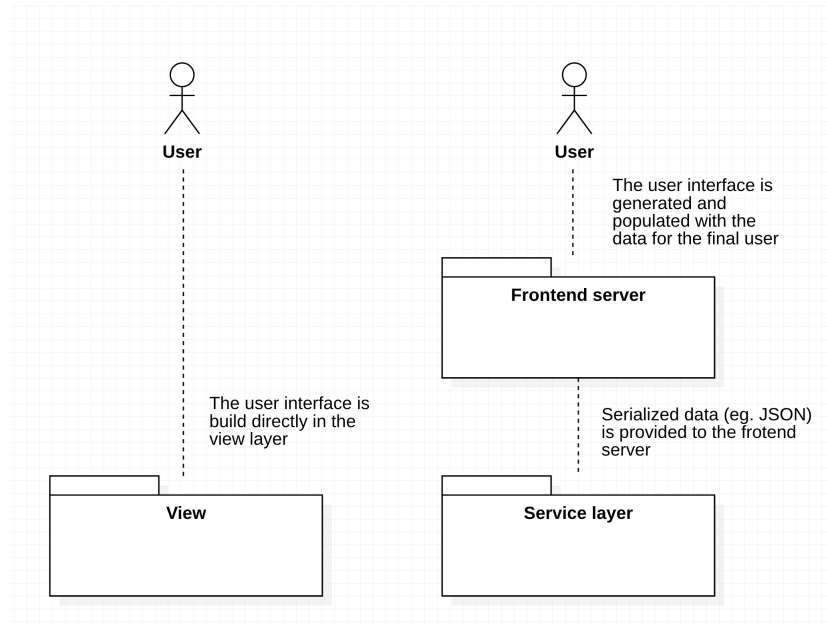 User
User
The user interface is
generated and
populated with the
data for the final user
Frontend server
The user interface is
build directly in the
view layer
Serialized data (eg. JSON)
is provided to the frotend
server
View
Service layer